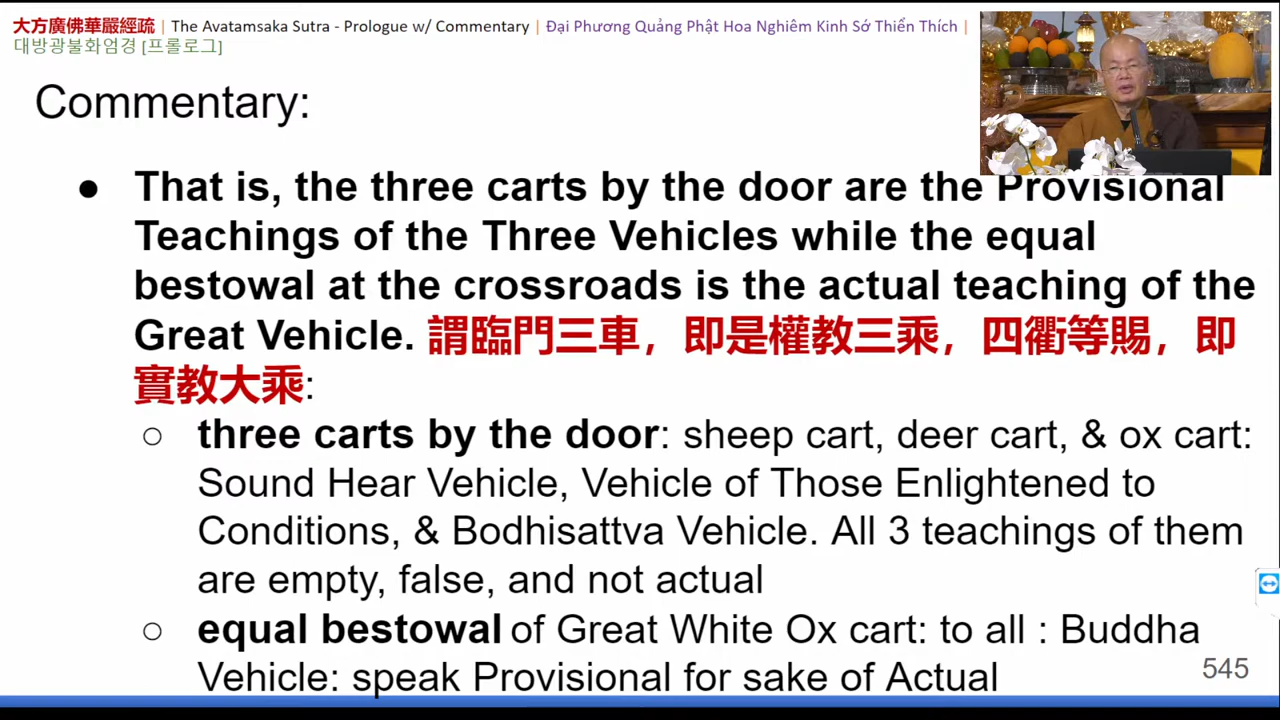 大方廣佛華嚴經疏 | The Avatamsaka Sutra - Prologue w/ Commentary | Đại Phương Quảng Phật Hoa Nghiêm Kinh Sớ Thiển Thích |
대방광불화엄경 [프롤로그]
Commentary:
● That is, the three carts by the door are the Provisional
Teachings of the Three Vehicles while the equal
bestowal at the crossroads is the actual teaching of the
Great Vehicle. 謂臨門三車，即是權教三乘，四衢等賜，即
實教大乘:
○ three carts by the door: sheep cart, deer cart, & ox cart:
Sound Hear Vehicle, Vehicle of Those Enlightened to
Conditions, & Bodhisattva Vehicle. All 3 teachings of them
are empty, false, and not actual
○ equal bestowal of Great White Ox cart: to all : Buddha
Vehicle: speak Provisional for sake of Actual
545